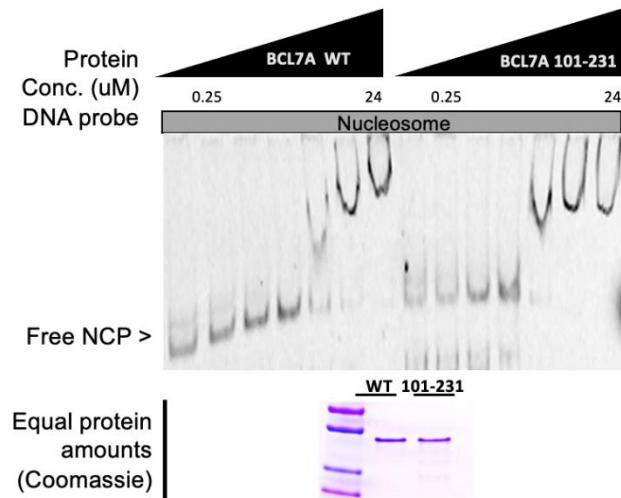 Protein
Conc. (uM)
BCL7A WT
BCL7A 101-231
0.25
24
0.25
24
DNA probe
Nucleosome
Free NCP >
WT 101-231
Equal protein
amounts
(Coomassie)